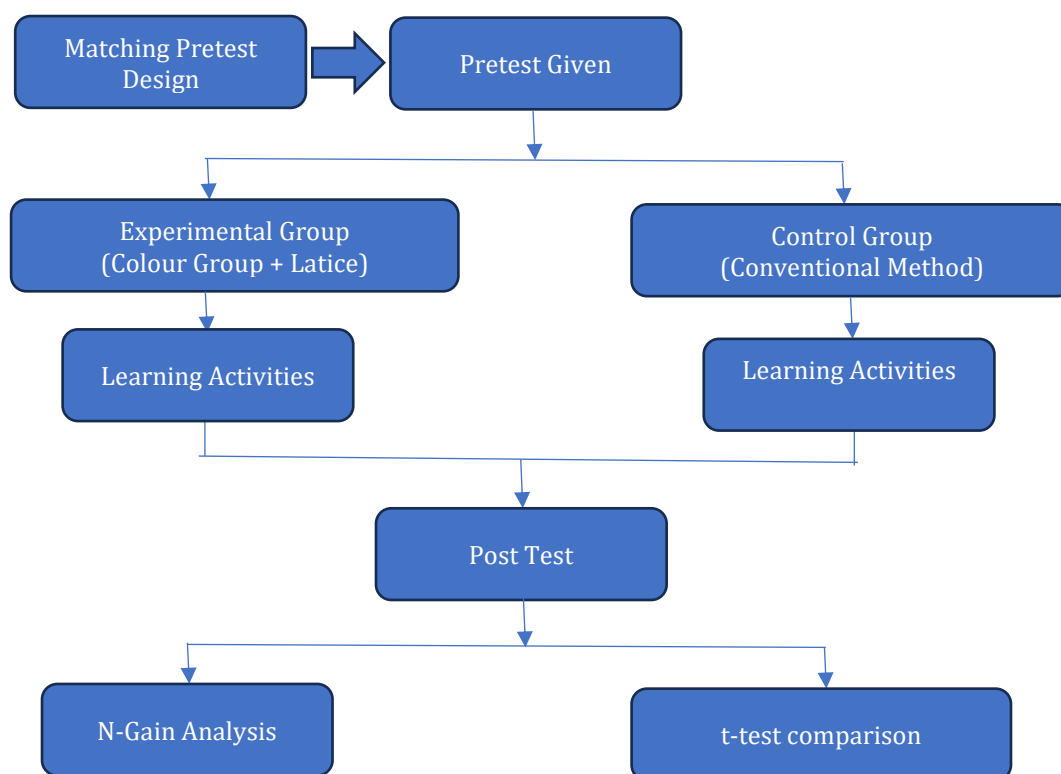 Matching Pretest
Design
Pretest Given
Experimental Group
(Colour Group + Latice)
Control Group
(Conventional Method)
Learning Activities
Learning Activities
Post Test
N-Gain Analysis
t-test comparison